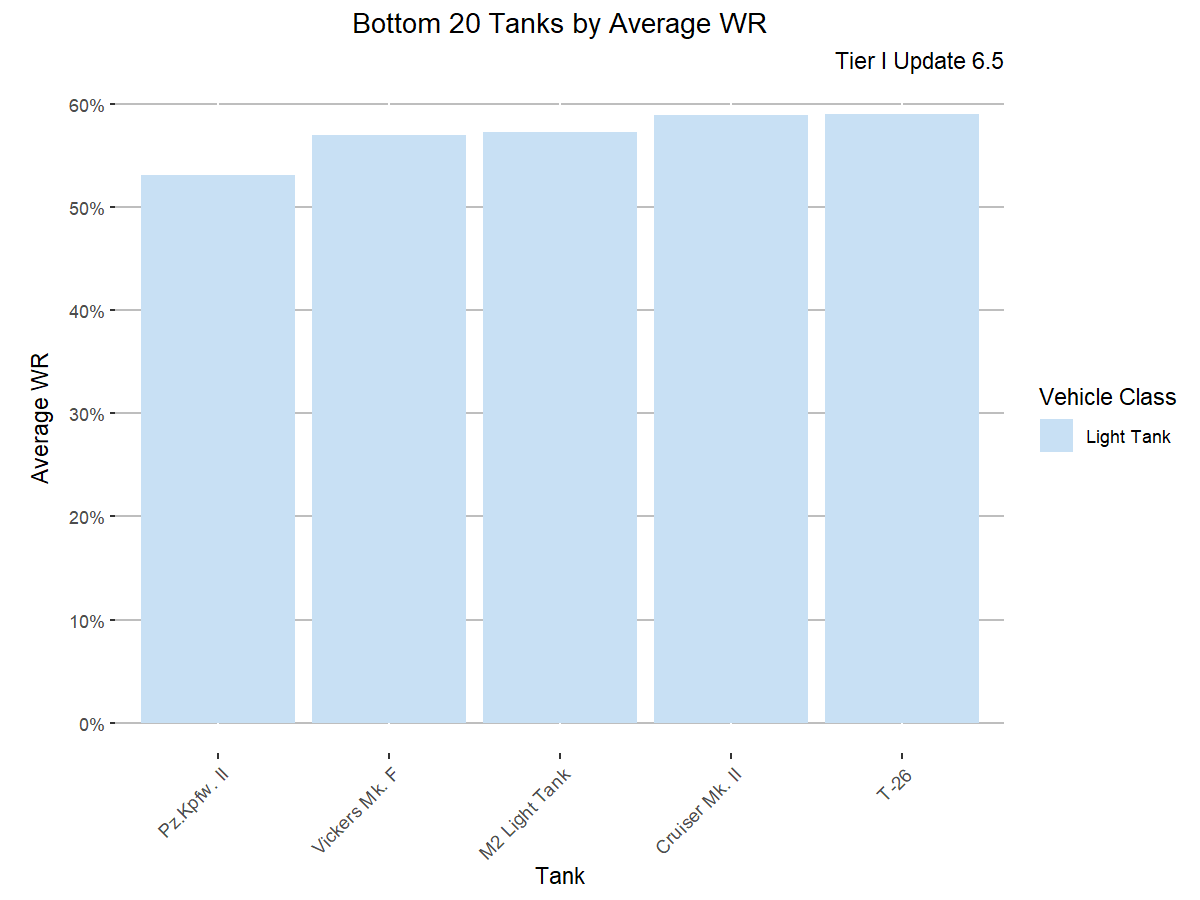 Bottom 20 Tanks by Average WR
Tier I Update 6.5
Average WR
60%
50%
40%
30%
20%
10%
0%
Pz.Kpfw. II
Vickers Mk. F
M2 Light Tank
Cruiser Mk. II
T-26
Tank
Vehicle Class
Light Tank